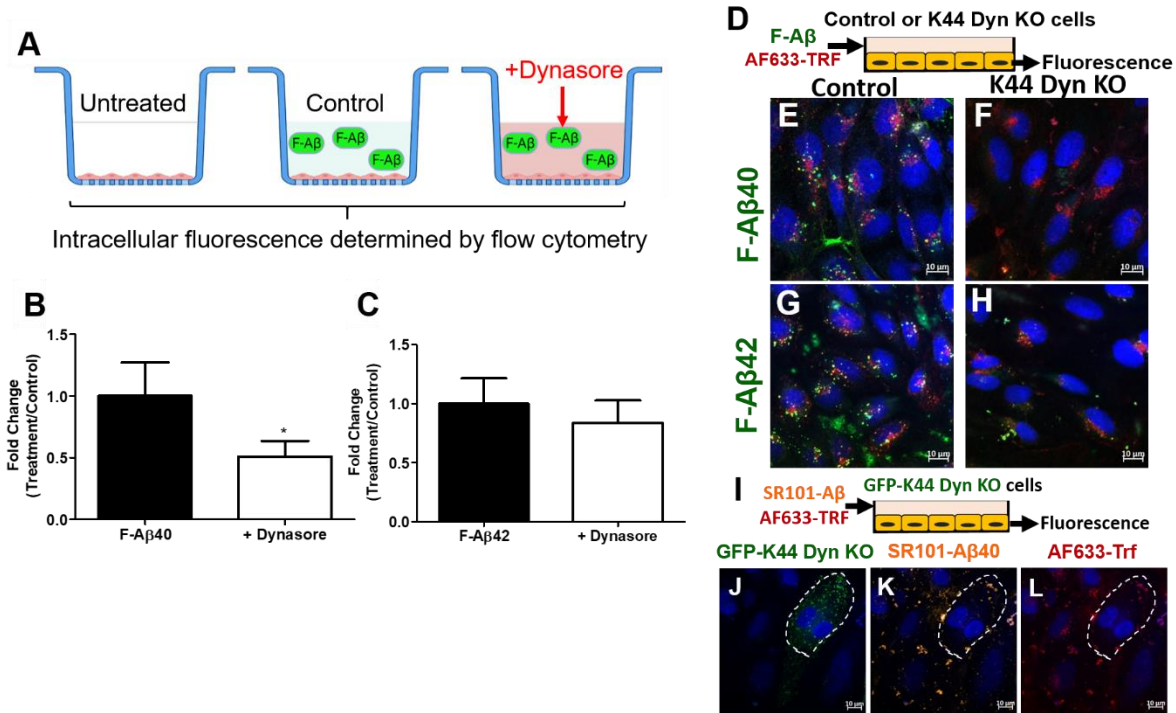 A
Untreated
Control
+Dynasore
F-Aβ
F-Aβ
F-Aβ
F-Aβ
F-Aβ
F-Aβ
Intracellular fluorescence determined by flow cytometry
B
Fold Change
(Treatment/Control)
1.5
1.0
0.5
0.0
*
F-Aβ40
+ Dynasore
C
Fold Change
(Treatment/Control)
1.5
1.0
0.5
0.0
F-Aβ42
+ Dynasore
D
Control or K44 Dyn KO cells
F-Aβ
AF633-TRF
Fluorescence
Control
K44 Dyn KO
F-Aβ40
E
10 µm
F
10 µm
F-Aβ42
G
10 µm
H
10 µm
I
SR101-Aβ
AF633-TRF
GFP-K44 Dyn KO cells
Fluorescence
GFP-K44 Dyn KO
SR101-Aβ40
AF633-Trf
J
10 µm
K
10 µm
L
10 µm